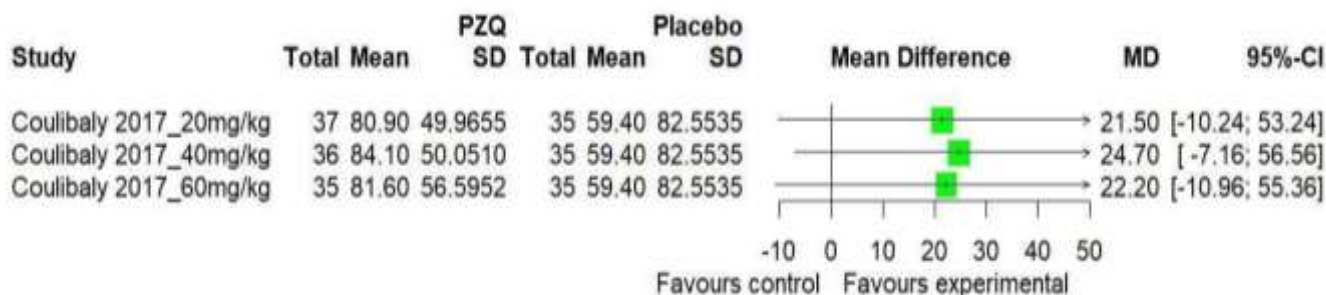 PZQ Placebo
Study Total Mean SD Total Mean SD Mean Difference MD 95%-CI
Coulibaly 2017_20mg/kg 37 80.90 49.9655 35 59.40 82.5535 21.50 [-10.24; 53.24]
Coulibaly 2017_40mg/kg 36 84.10 50.0510 35 59.40 82.5535 24.70 [ -7.16; 56.56]
Coulibaly 2017_60mg/kg 35 81.60 56.5952 35 59.40 82.5535 22.20 [-10.96; 55.36]
-10 0 10 20 30 40 50
Favours control Favours experimental